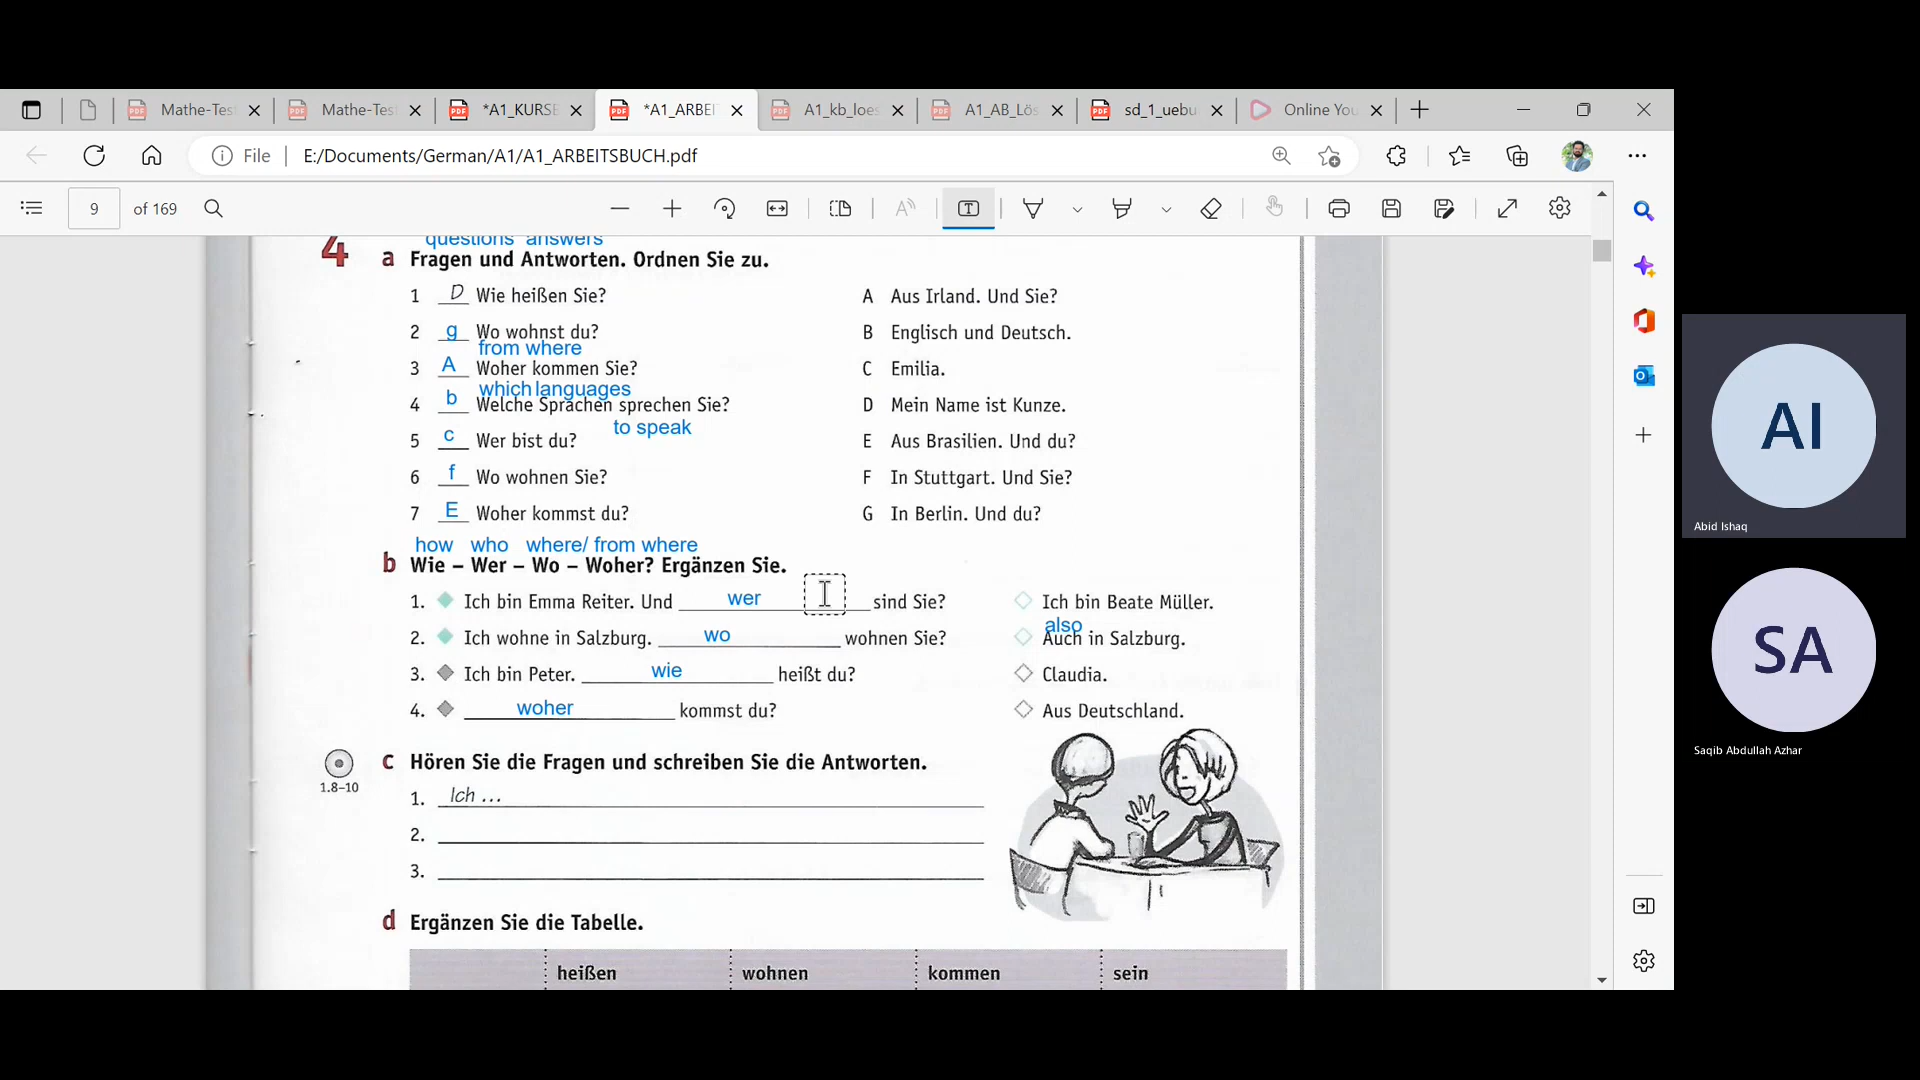 Mathe-Tes
Mathe-Tes
*A1_KURSE
*A1_ARBEI
A1_kb_loes
A1_AB_Lös
sd_1_uebu
Online You
File
E:/Documents/German/A1/A1_ARBEITSBUCH.pdf
9 of 169
questions answers
4 a Fragen und Antworten. Ordnen Sie zu.
1 D Wie heißen Sie?
A Aus Irland. Und Sie?
2 g Wo wohnst du?
B Englisch und Deutsch.
from where
3 A Woher kommen Sie?
C Emilia.
which languages
4 b Welche Sprachen sprechen Sie?
D Mein Name ist Kunze.
to speak
5 c Wer bist du?
E Aus Brasilien. Und du?
6 f Wo wohnen Sie?
F In Stuttgart. Und Sie?
7 E Woher kommst du?
G In Berlin. Und du?
how who where/ from where
b Wie – Wer – Wo – Woher? Ergänzen Sie.
1. Ich bin Emma Reiter. Und wer sind Sie?
Ich bin Beate Müller.
also
2. Ich wohne in Salzburg. wo wohnen Sie?
Auch in Salzburg.
3. Ich bin Peter. wie heißt du?
Claudia.
4. woher kommst du?
Aus Deutschland.
1.8–10
c Hören Sie die Fragen und schreiben Sie die Antworten.
1. Ich ...
2.
3.
d Ergänzen Sie die Tabelle.
heißen wohnen kommen sein
AI
Abid Ishaq
SA
Saqib Abdullah Azhar